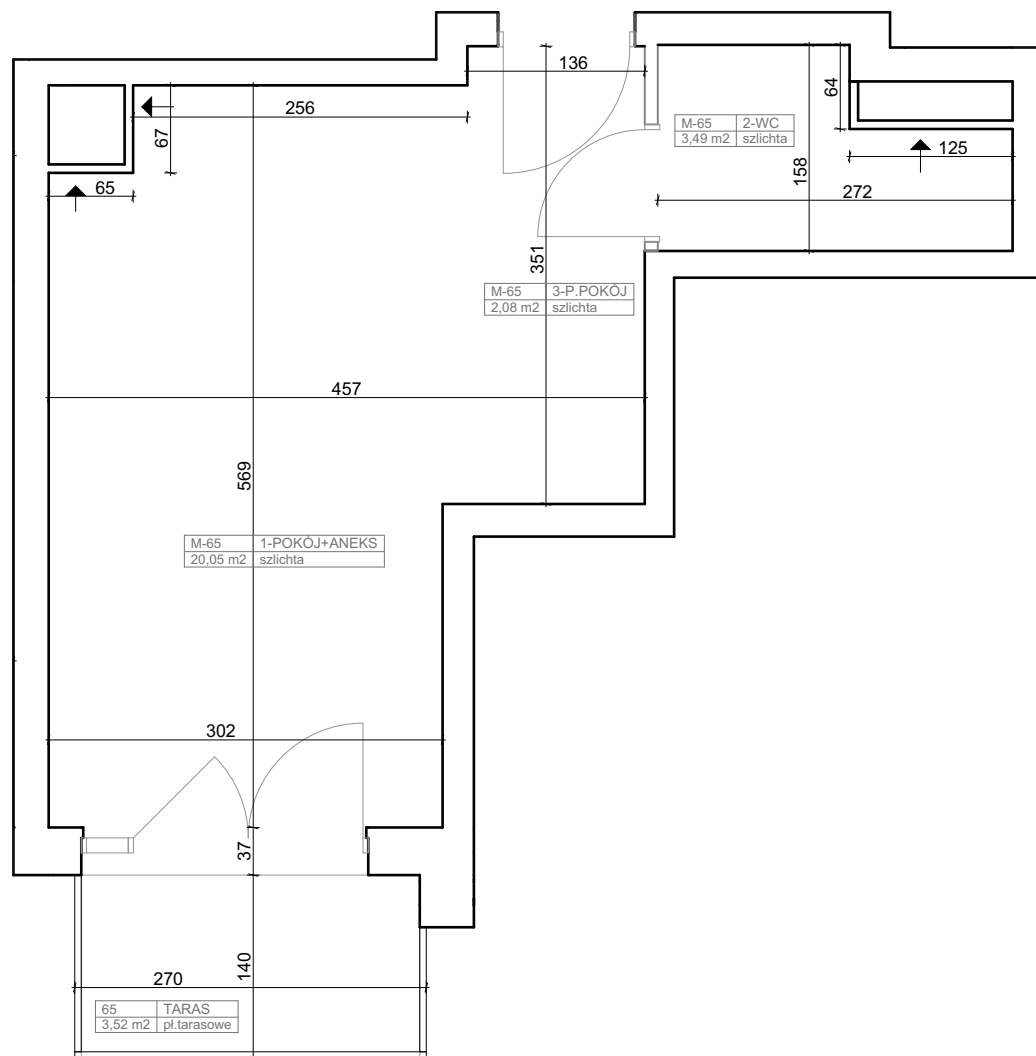 136
256
67
65
64
M-65 2-WC
3,49 m2 szlichta
125
158
272
351
M-65 3-P.POKÓJ
2,08 m2 szlichta
457
569
M-65 1-POKÓJ+ANEKS
20,05 m2 szlichta
302
37
140
270
65 TARAS
3,52 m2 pł.tarasowe